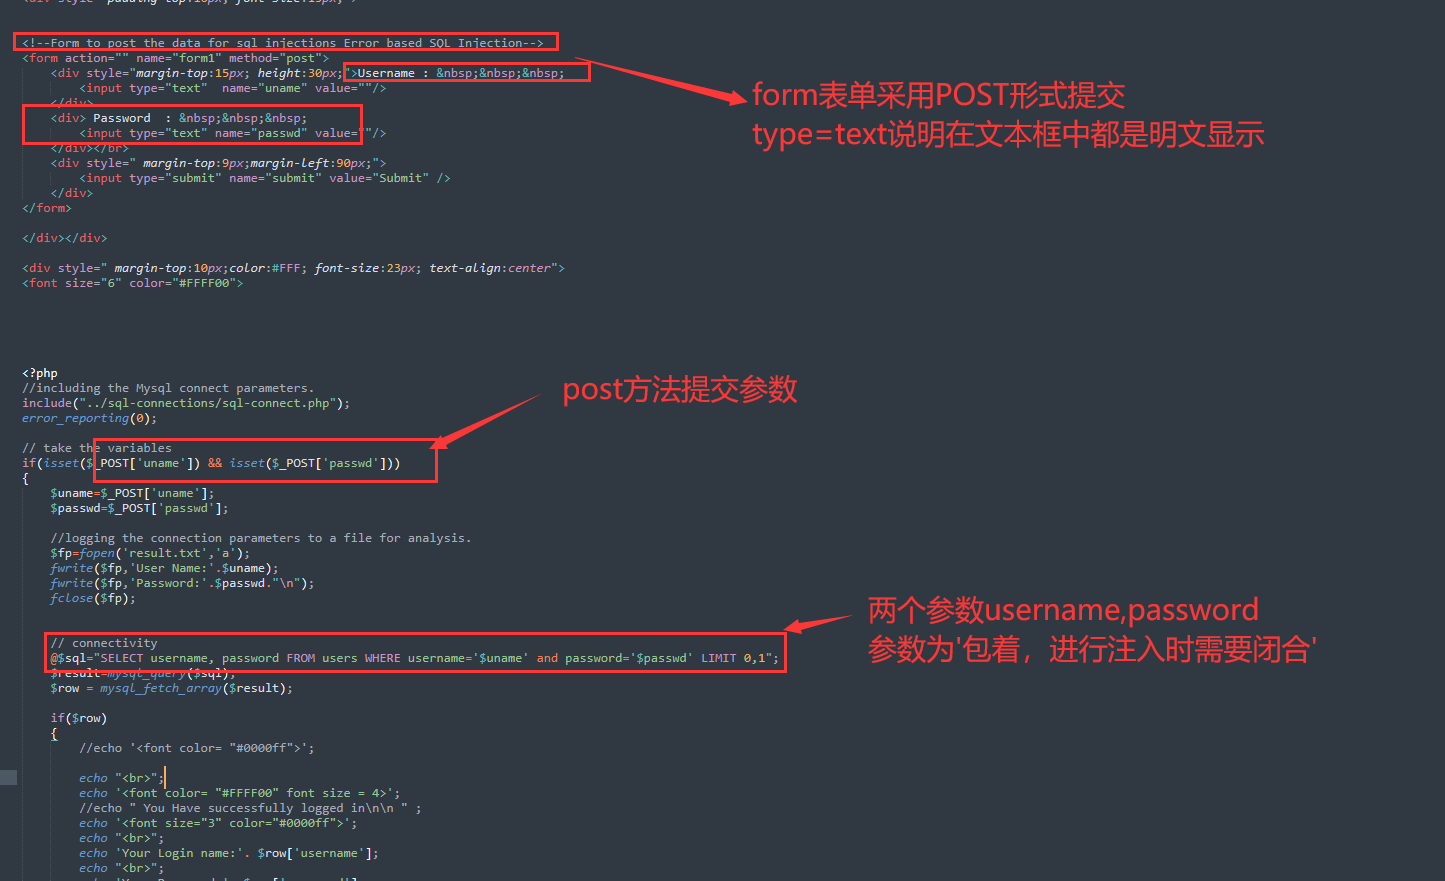 <!--Form to post the data for sql injections Error based SQL Injection-->
<form action="" name="form1" method="post">
<div style="margin-top:15px; height:30px;">Username : &nbsp;&nbsp;&nbsp;
<input type="text"  name="uname" value=""/>
</div>
<div> Password  : &nbsp;&nbsp;&nbsp;
<input type="text" name="passwd" value=""/>
</div></br>
<div style=" margin-top:9px;margin-left:90px;">
<input type="submit" name="submit" value="Submit" />
</div>
</form>
form表单采用POST形式提交
type=text说明在文本框中都是明文显示
</div></div>
<div style=" margin-top:10px;color:#FFF; font-size:23px; text-align:center">
<font size="6" color="#FFFF00">
<?php
//including the Mysql connect parameters.
include("../sql-connections/sql-connect.php");
error_reporting(0);
post方法提交参数
// take the variables
if(isset($_POST['uname']) && isset($_POST['passwd']))
{
$uname=$_POST['uname'];
$passwd=$_POST['passwd'];
//logging the connection parameters to a file for analysis.
$fp=fopen('result.txt','a');
fwrite($fp,'User Name:'.$uname);
fwrite($fp,'Password:'.$passwd."\n");
fclose($fp);
// connectivity
@$sql="SELECT username, password FROM users WHERE username='$uname' and password='$passwd' LIMIT 0,1";
$result=mysql_query($sql);
$row = mysql_fetch_array($result);
两个参数username,password
参数为'包着，进行注入时需要闭合'
if($row)
{
//echo '<font color= "#0000ff">';
echo "<br>";
echo '<font color= "#FFFF00" font size = 4>';
//echo " You Have successfully logged in\n\n " ;
echo '<font size="3" color="#0000ff">';
echo "<br>";
echo 'Your Login name:'. $row['username'];
echo "<br>";